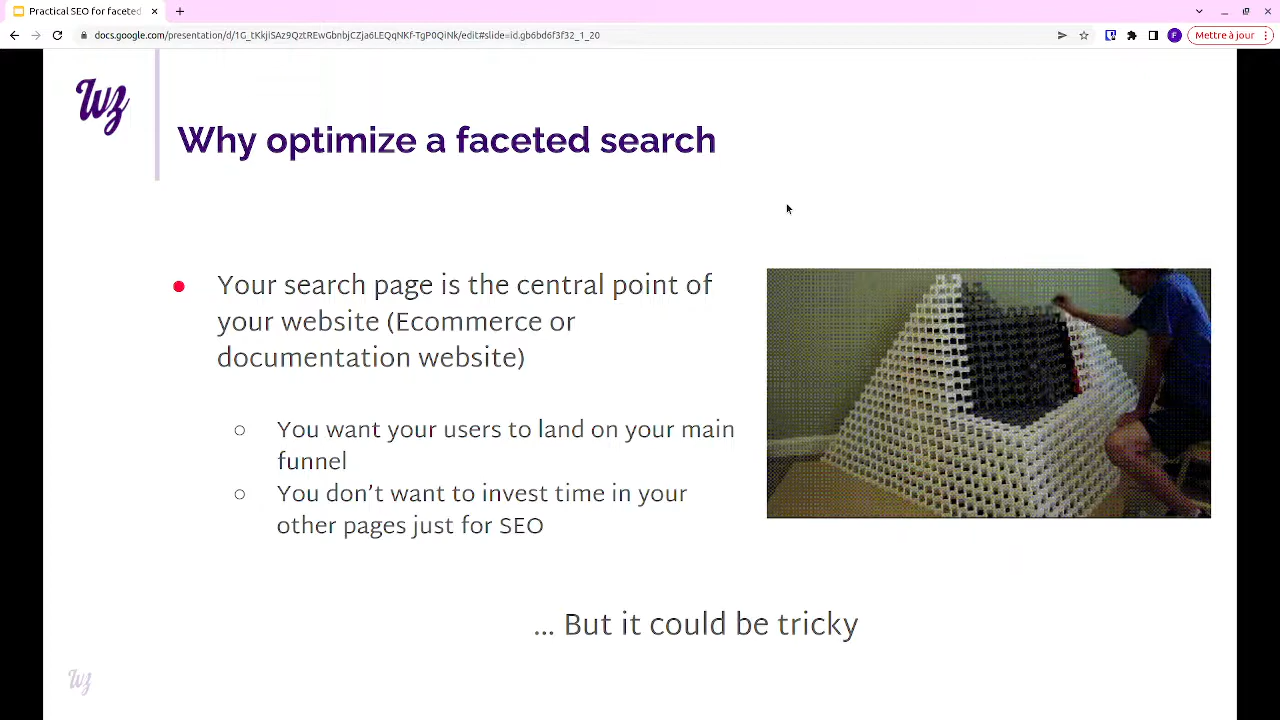 Practical SEO for faceted
docs.google.com/presentation/d/1G_tKkjiSAz9QztREwGbnbjCZja6LEQqNKf-TgP0QiNk/edit#slide=id.gb6bd6f3f32_1_20
F
Mettre à jour
Wz
Why optimize a faceted search
● Your search page is the central point of
your website (Ecommerce or
documentation website)
○ You want your users to land on your main
funnel
○ You don’t want to invest time in your
other pages just for SEO
... But it could be tricky
Wz